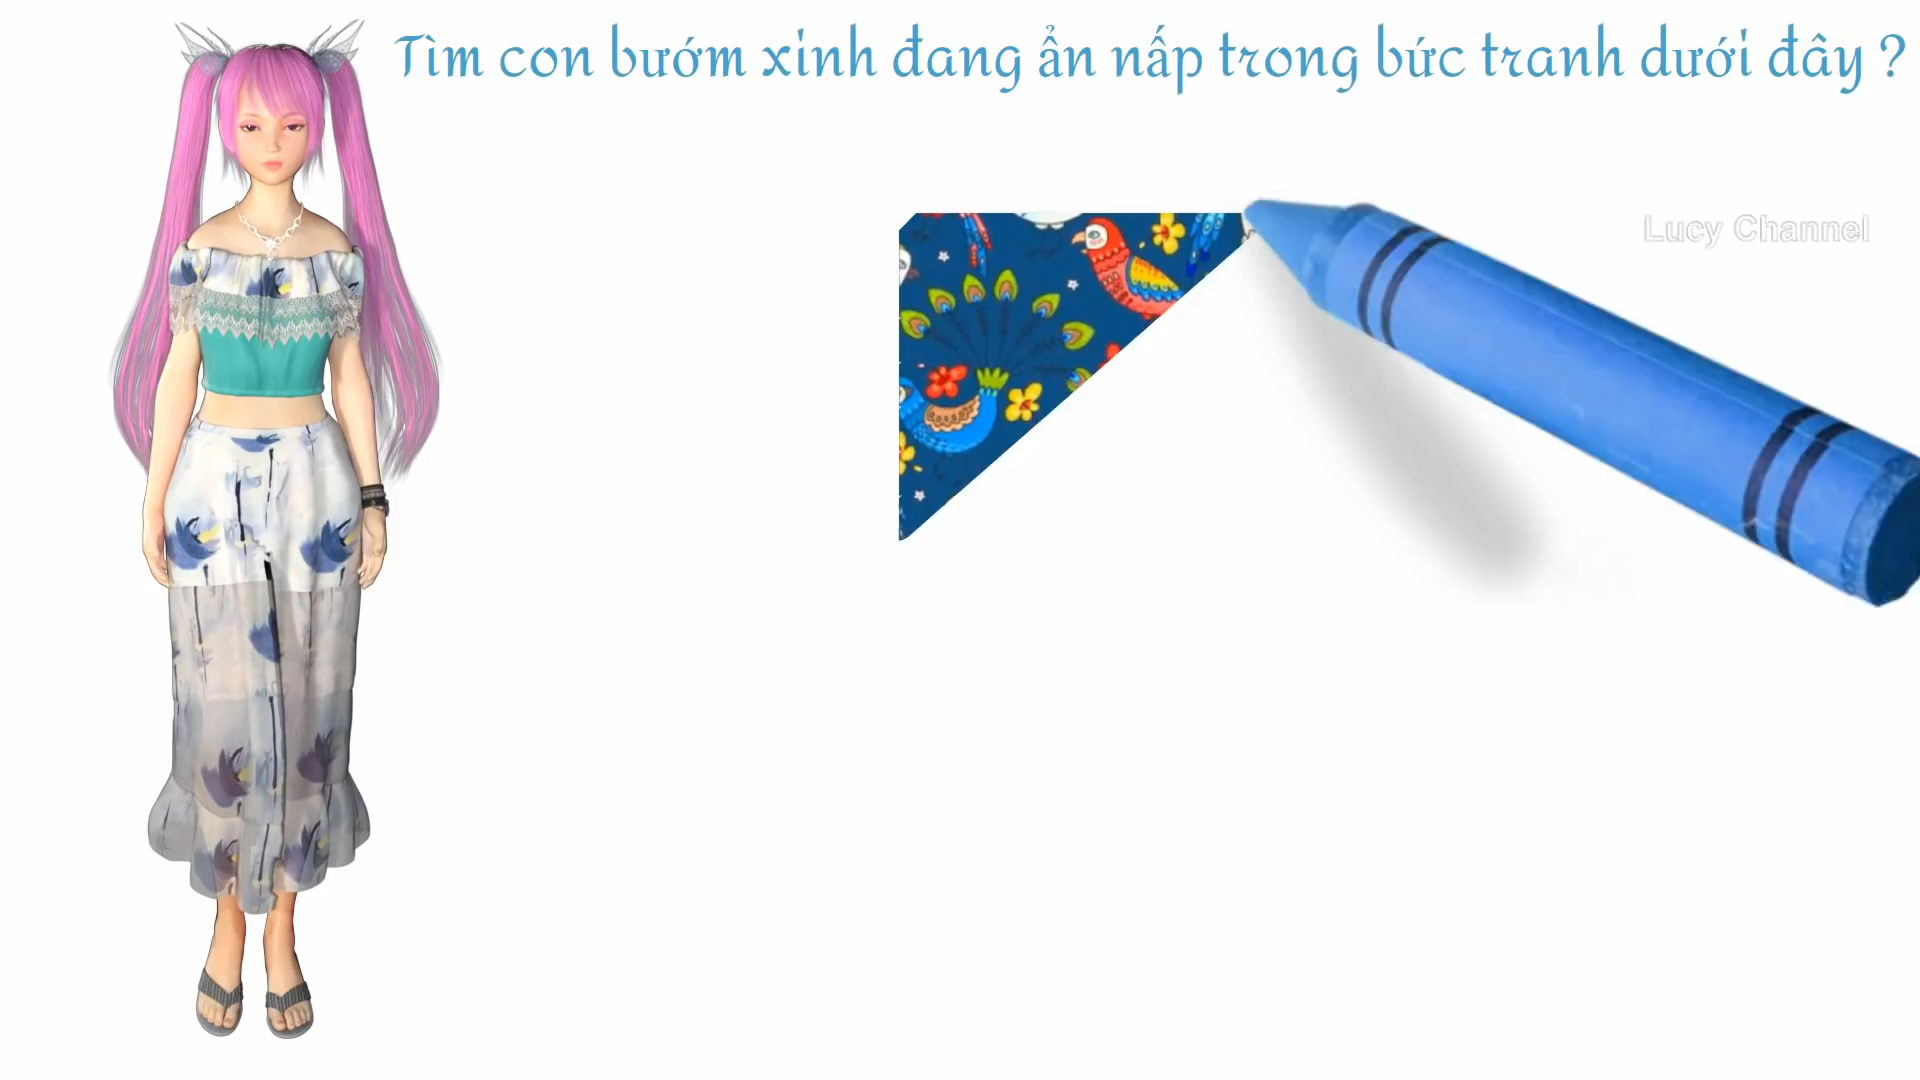 Tìm con bướm xinh đang ẩn nấp trong bức tranh dưới đây ?
Lucy Channel